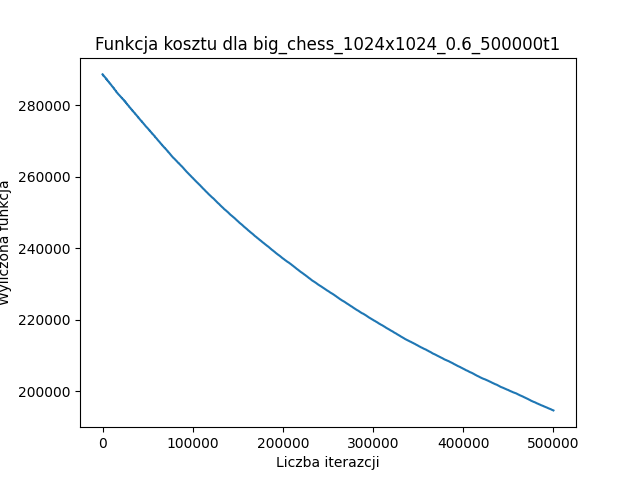 Funkcja kosztu dla big_chess_1024x1024_0.6_500000t1
280000
260000
240000
220000
200000
Wyliczona funkcja
0 100000 200000 300000 400000 500000
Liczba iterazcji